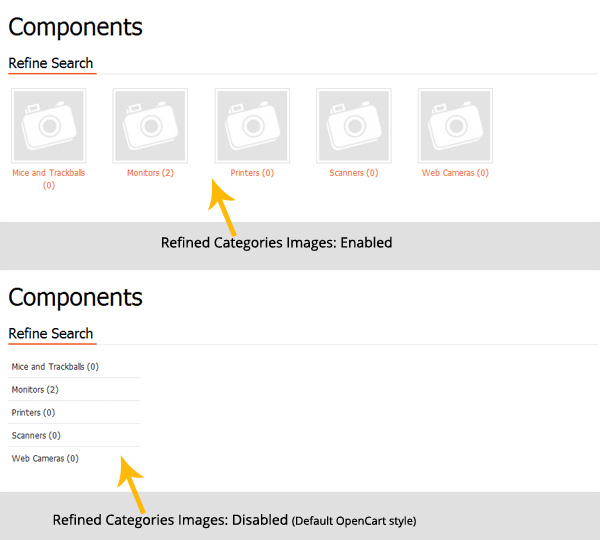 Components
Refine Search
Mice and Trackballs (0)
Monitors (2)
Printers (0)
Scanners (0)
Web Cameras (0)
Refined Categories Images: Enabled
Components
Refine Search
Mice and Trackballs (0)
Monitors (2)
Printers (0)
Scanners (0)
Web Cameras (0)
Refined Categories Images: Disabled (Default OpenCart style)